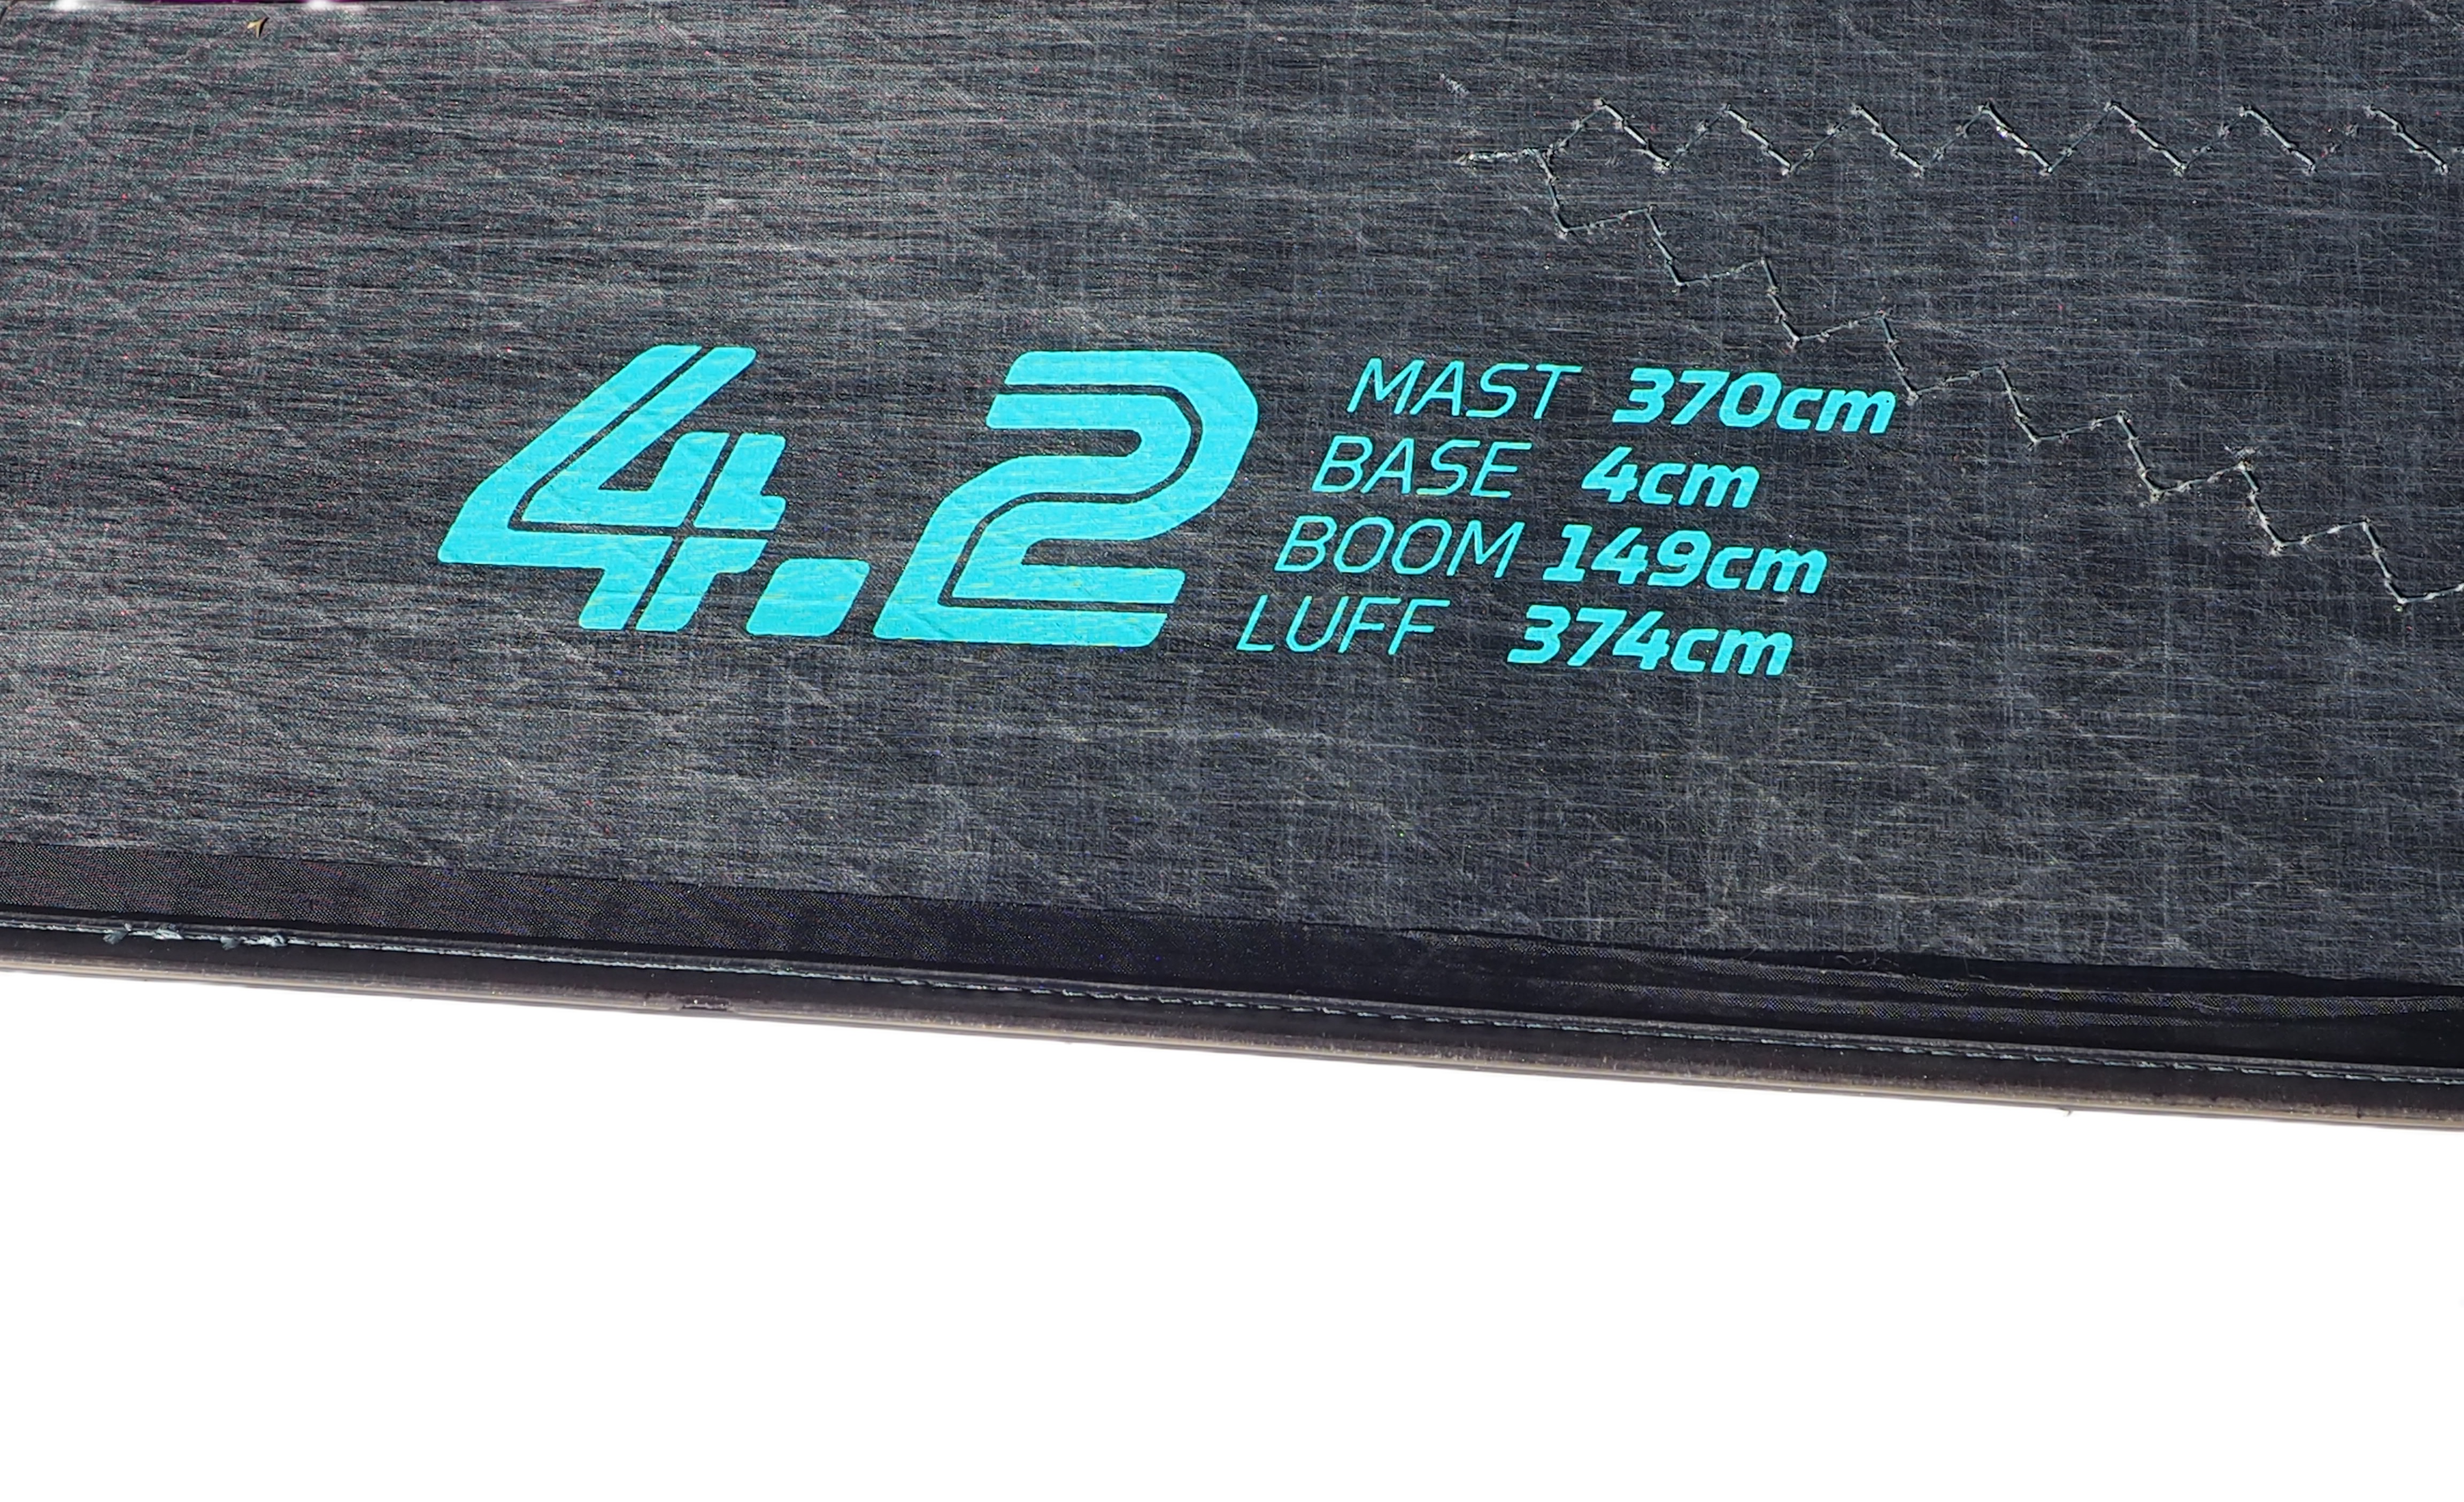 4.2
MAST 370cm
BASE 4cm
BOOM 149cm
LUFF 374cm